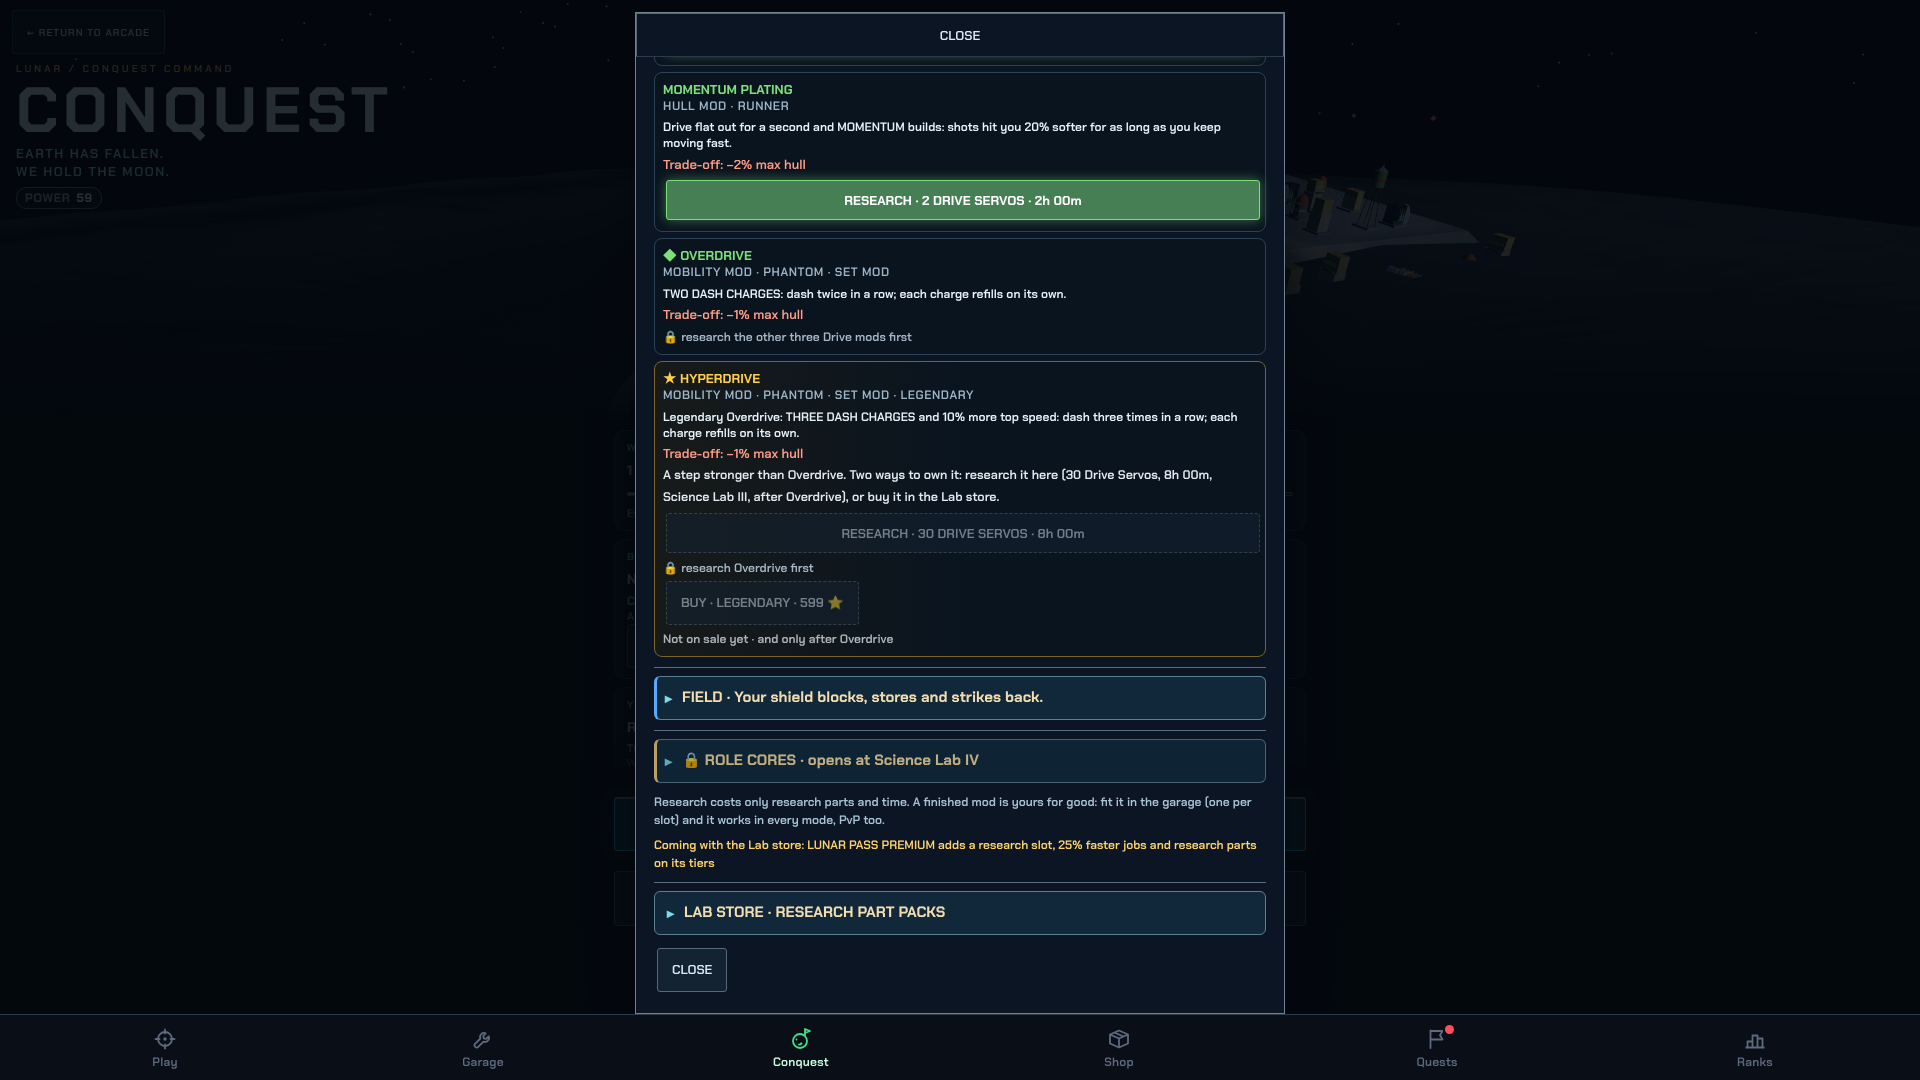 ← RETURN TO ARCADE
LUNAR / CONQUEST COMMAND
CONQUEST
EARTH HAS FALLEN.
WE HOLD THE MOON.
POWER 59
CLOSE
MOMENTUM PLATING
HULL MOD · RUNNER
Drive flat out for a second and MOMENTUM builds: shots hit you 20% softer for as long as you keep
moving fast.
Trade-off: −2% max hull
RESEARCH · 2 DRIVE SERVOS · 2h 00m
◆ OVERDRIVE
MOBILITY MOD · PHANTOM · SET MOD
TWO DASH CHARGES: dash twice in a row; each charge refills on its own.
Trade-off: −1% max hull
🔒 research the other three Drive mods first
★ HYPERDRIVE
MOBILITY MOD · PHANTOM · SET MOD · LEGENDARY
Legendary Overdrive: THREE DASH CHARGES and 10% more top speed: dash three times in a row; each
charge refills on its own.
Trade-off: −1% max hull
A step stronger than Overdrive. Two ways to own it: research it here (30 Drive Servos, 8h 00m,
Science Lab III, after Overdrive), or buy it in the Lab store.
RESEARCH · 30 DRIVE SERVOS · 8h 00m
🔒 research Overdrive first
BUY · LEGENDARY · 599 ⭐
Not on sale yet · and only after Overdrive
▸ FIELD · Your shield blocks, stores and strikes back.
▸ 🔒 ROLE CORES · opens at Science Lab IV
Research costs only research parts and time. A finished mod is yours for good: fit it in the garage (one per
slot) and it works in every mode, PvP too.
Coming with the Lab store: LUNAR PASS PREMIUM adds a research slot, 25% faster jobs and research parts
on its tiers
▸ LAB STORE · RESEARCH PART PACKS
CLOSE
Play
Garage
Conquest
Shop
Quests
Ranks